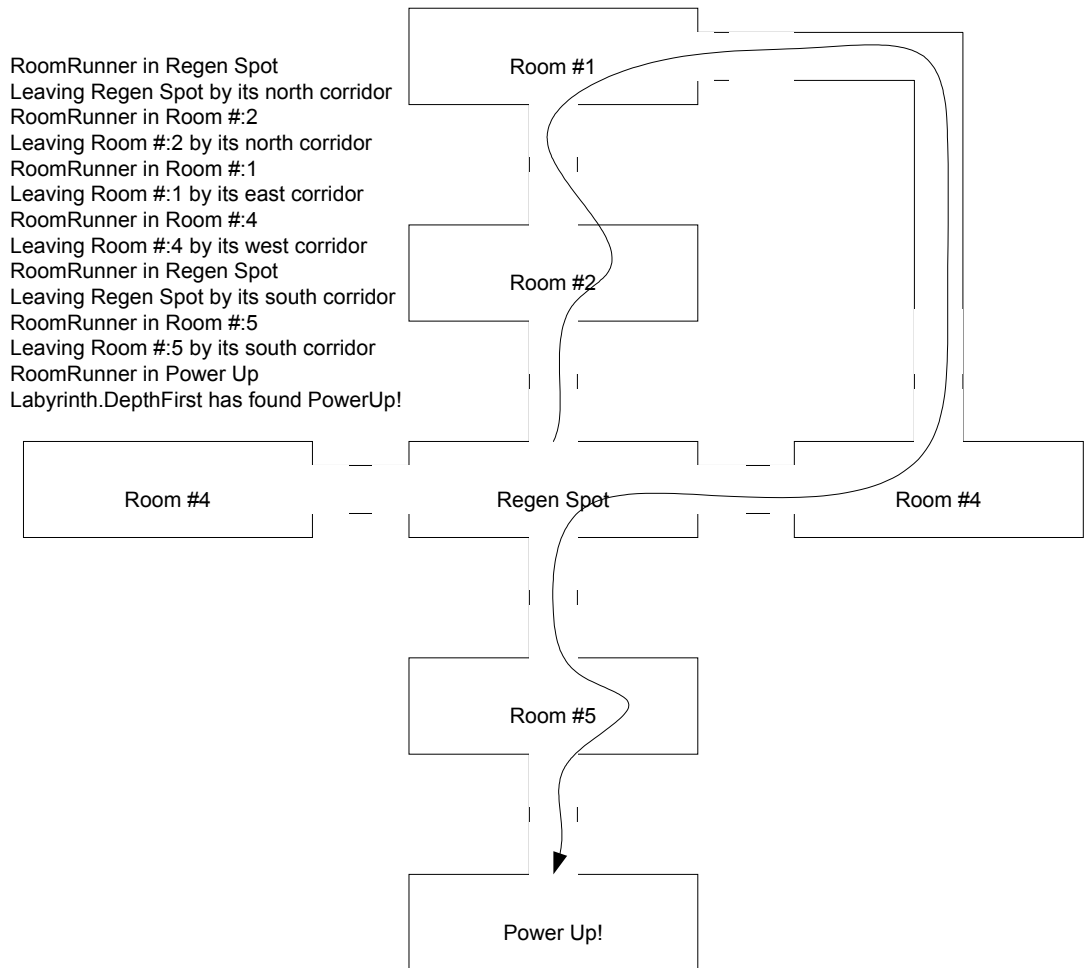 Room #1
RoomRunner in Regen Spot
Leaving Regen Spot by its north corridor
RoomRunner in Room #:2
Leaving Room #:2 by its north corridor
RoomRunner in Room #:1
Leaving Room #:1 by its east corridor
RoomRunner in Room #:4
Leaving Room #:4 by its west corridor
RoomRunner in Regen Spot
Leaving Regen Spot by its south corridor
RoomRunner in Room #:5
Leaving Room #:5 by its south corridor
RoomRunner in Power Up
Labyrinth.DepthFirst has found PowerUp!
Room #2
Room #4
Regen Spot
Room #4
Room #5
Power Up!